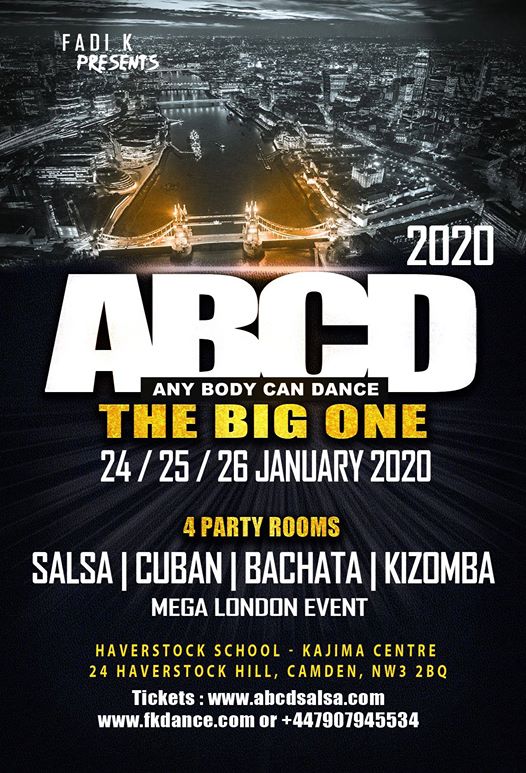 FADI K
PRESENTS
2020
ABCD
ANY BODY CAN DANCE
THE BIG ONE
24 / 25 / 26 JANUARY 2020
4 PARTY ROOMS
SALSA | CUBAN | BACHATA | KIZOMBA
MEGA LONDON EVENT
HAVERSTOCK SCHOOL - KAJIMA CENTRE
24 HAVERSTOCK HILL, CAMDEN, NW3 2BQ
Tickets : www.abcdsalsa.com
www.fkdance.com or +447907945534